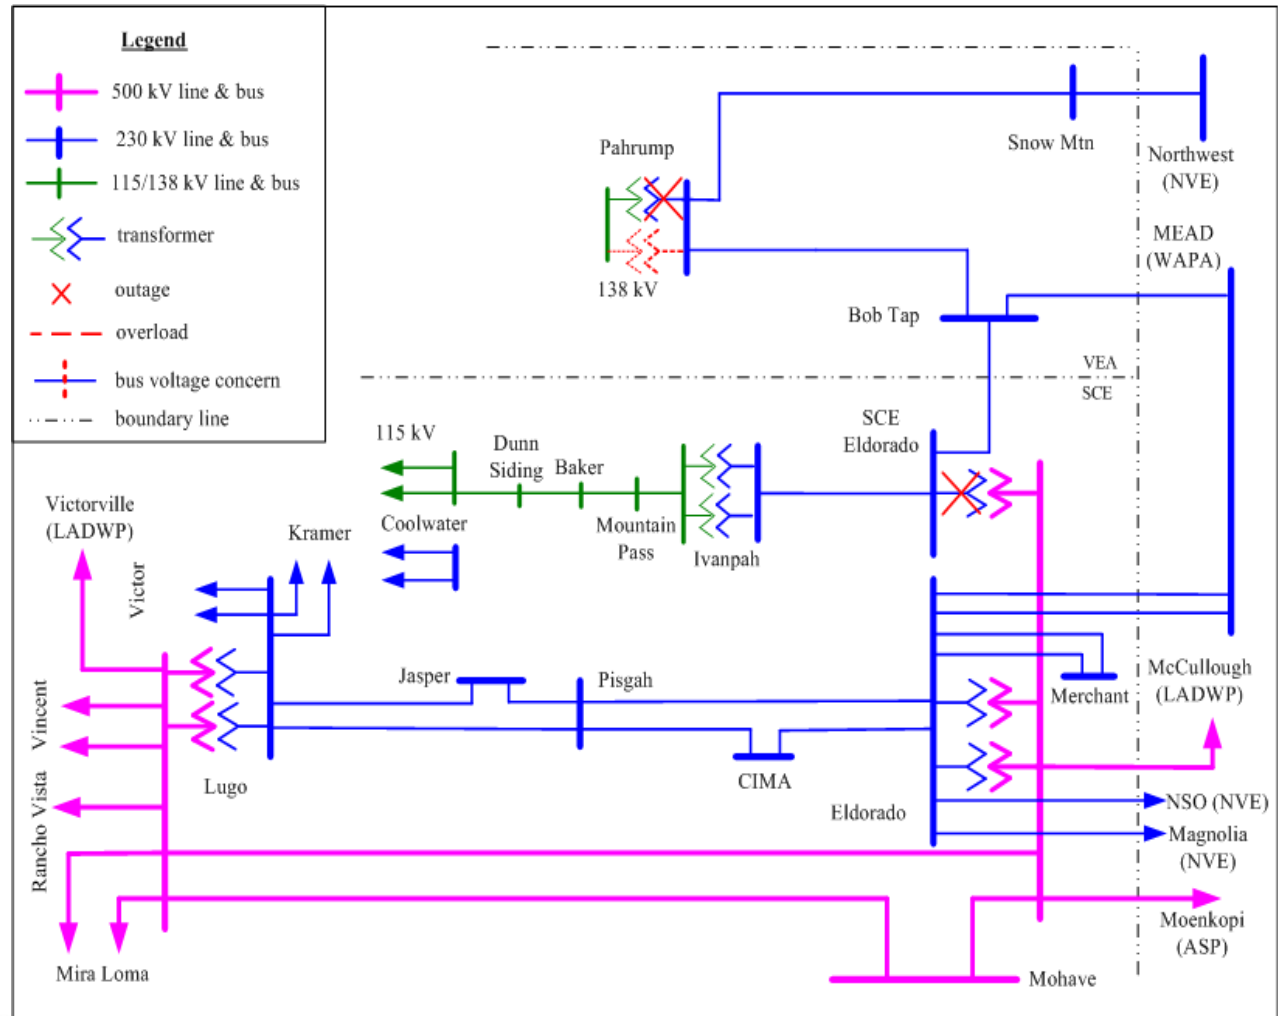 Legend
500 kV line & bus
230 kV line & bus
115/138 kV line & bus
transformer
outage
overload
bus voltage concern
boundary line
Pahrump
138 kV
Snow Mtn
Northwest
(NVE)
MEAD
(WAPA)
Bob Tap
VEA
SCE
SCE
Eldorado
115 kV
Dunn
Siding
Baker
Coolwater
Mountain
Pass
Ivanpah
Victorville
(LADWP)
Kramer
Victor
Jasper
Pisgah
Merchant
McCullough
(LADWP)
Vincent
Lugo
CIMA
Eldorado
Rancho Vista
NSO (NVE)
Magnolia
(NVE)
Moenkopi
(ASP)
Mira Loma
Mohave